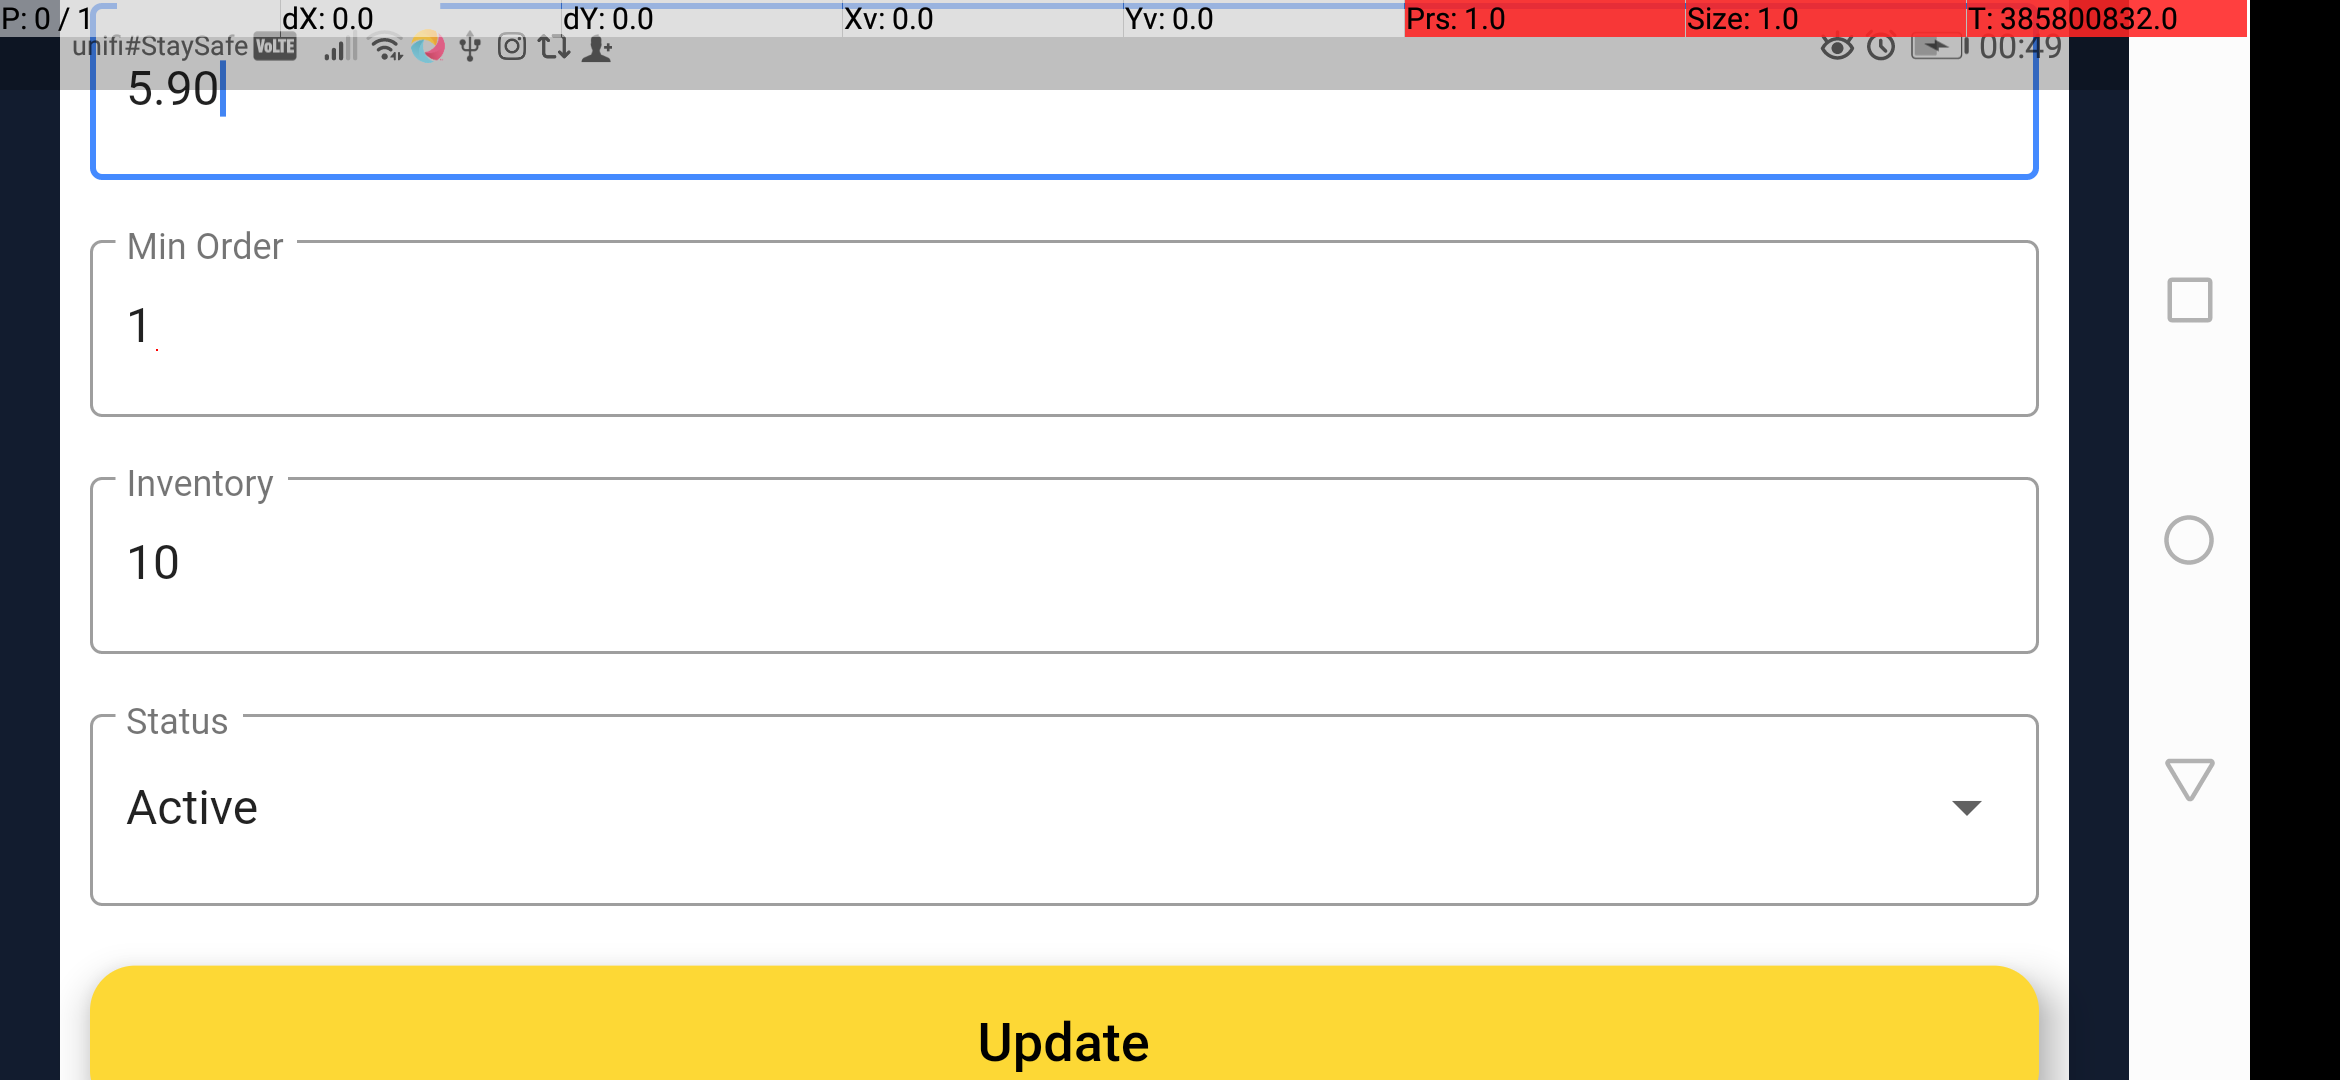 P: 0 / 1 dX: 0.0 dY: 0.0 Xv: 0.0 Yv: 0.0 Prs: 1.0 Size: 1.0 T: 385800832.0
unifi#StaySafe VoLTE 00:49
5.90
Min Order
1
Inventory
10
Status
Active
Update